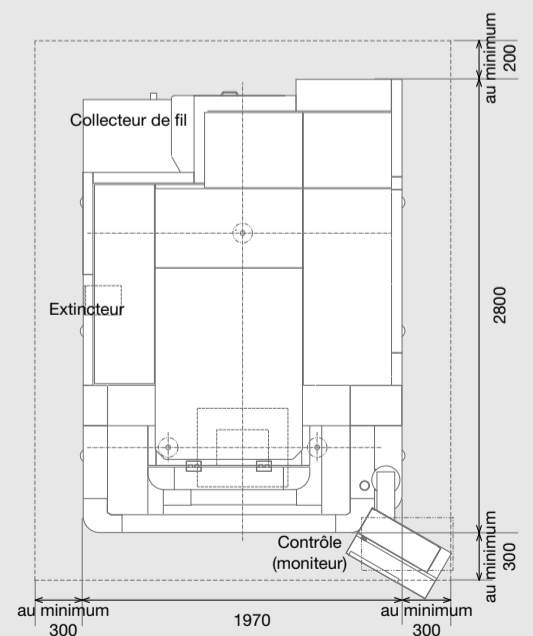 au minimum
200
Collecteur de fil
Extincteur
2800
Contrôle
(moniteur)
au minimum
300
au minimum
300
1970
au minimum
300